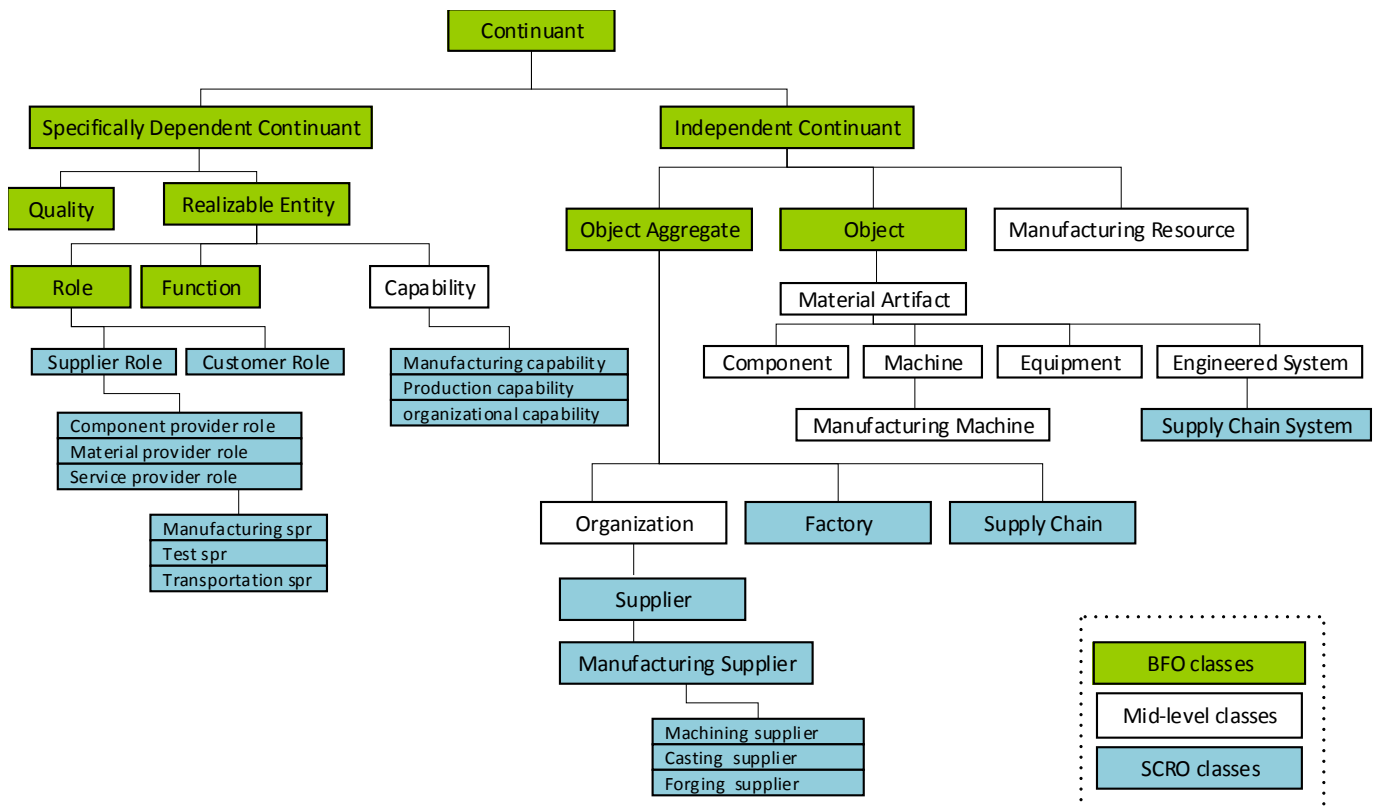 Continuant
Specifically Dependent Continuant
Independent Continuant
Quality
Realizable Entity
Object Aggregate
Object
Manufacturing Resource
Role
Function
Capability
Material Artifact
Supplier Role
Customer Role
Manufacturing capability
Production capability
organizational capability
Component
Machine
Equipment
Engineered System
Manufacturing Machine
Supply Chain System
Component provider role
Material provider role
Service provider role
Manufacturing spr
Test spr
Transportation spr
Organization
Factory
Supply Chain
Supplier
Manufacturing Supplier
Machining supplier
Casting supplier
Forging supplier
BFO classes
Mid-level classes
SCRO classes